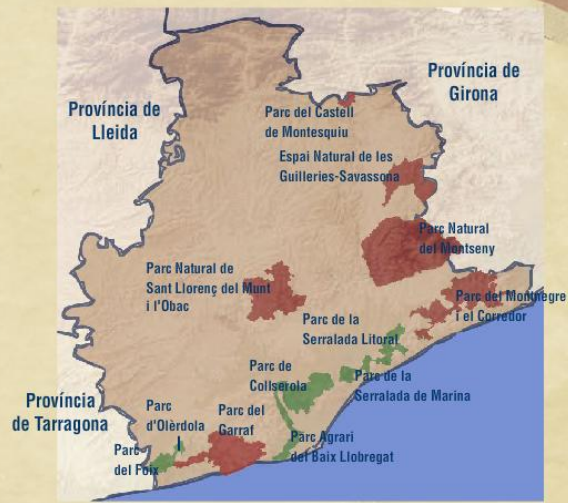 Província de
Girona
Província de
Lleida
Parc del Castell
de Montesquiu
Espai Natural de les
Guilleries-Savassona
Parc Natural
del Montseny
Parc Natural de
Sant Llorenç del Munt
i l'Obac
Parc del Montnegre
i el Corredor
Parc de la
Serralada Litoral
Parc de
Collserola
Parc de la
Serralada de Marina
Província
de Tarragona
Parc
d'Olèrdola
Parc del
Garraf
Parc Agrari
del Baix Llobregat
Parc
del Foix